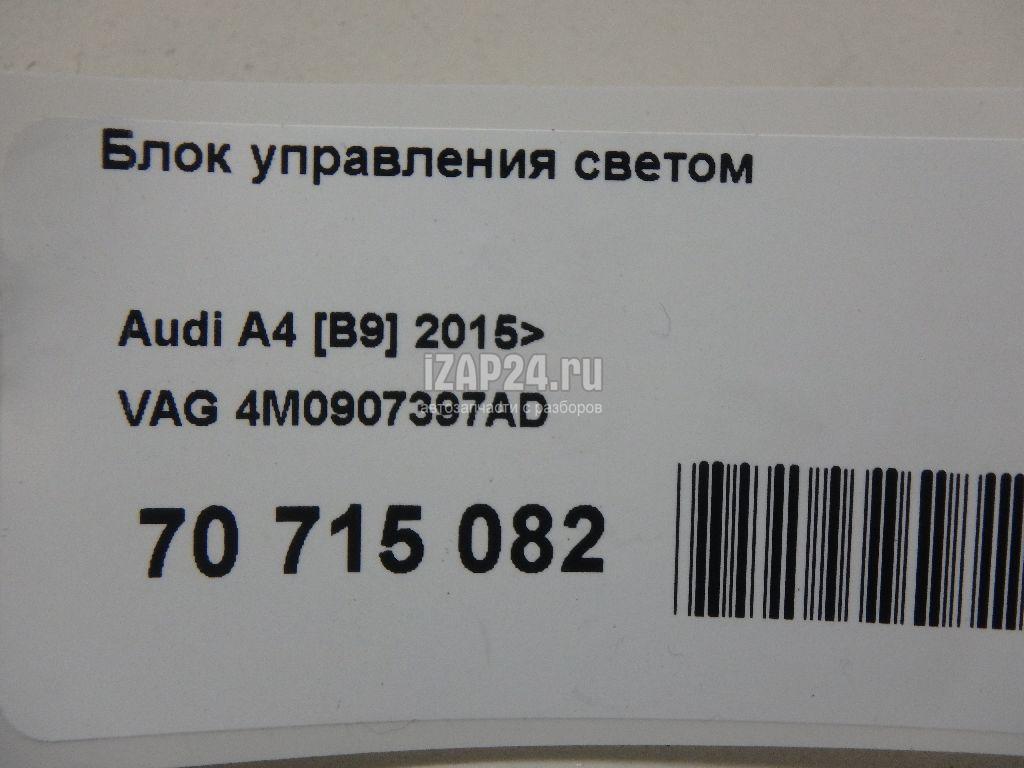 Блок управления светом
Audi A4 [B9] 2015>
iZAP24.ru
VAG 4M0907397AD
автозапчасти с разборов
70 715 082